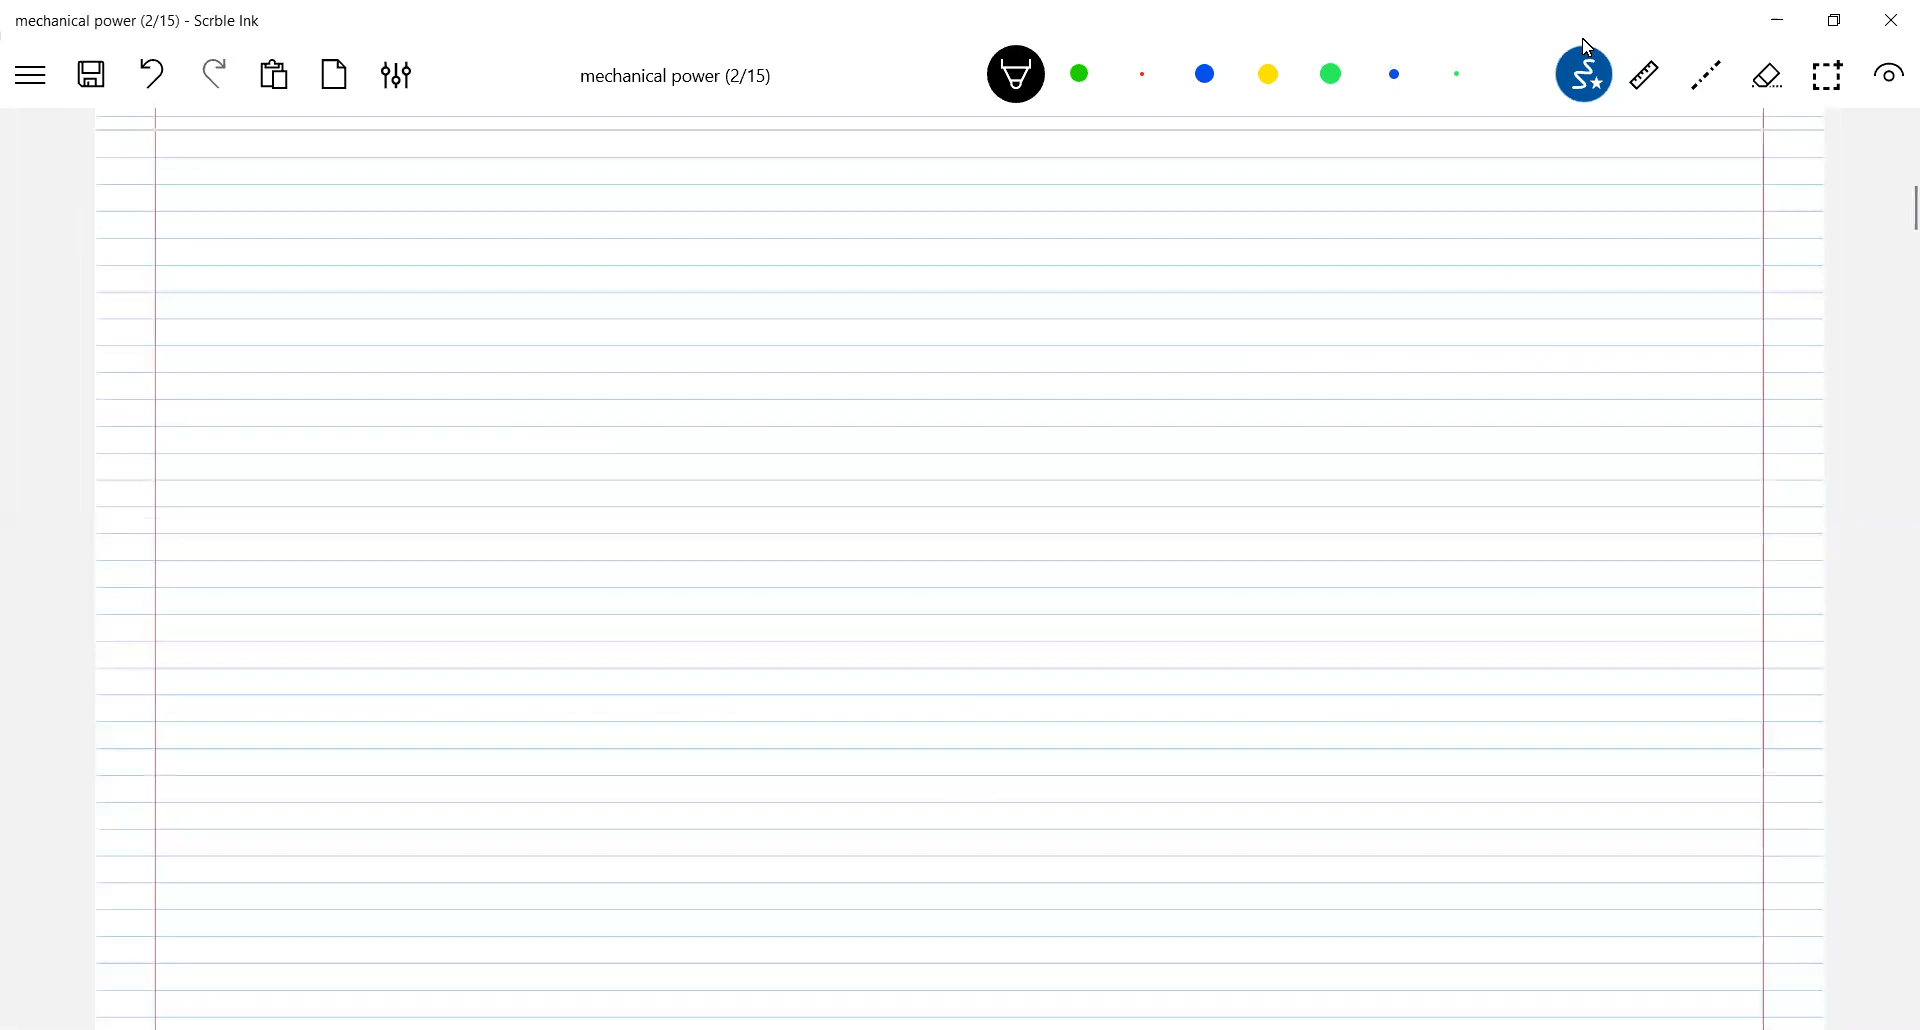 mechanical power (2/15) - Scrble Ink
mechanical power (2/15)